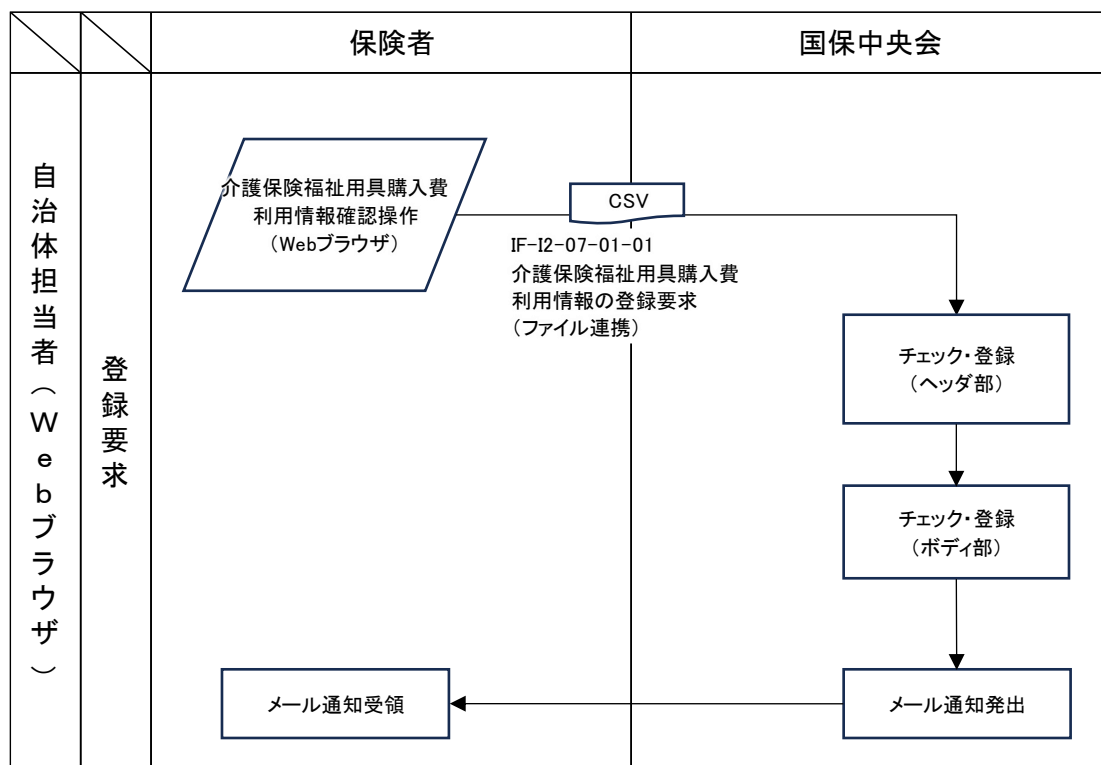 保険者
国保中央会
自治体担当者（Ｗｅｂブラウザ）
登録要求
介護保険福祉用具購入費
利用情報確認操作
（Webブラウザ）
CSV
IF-I2-07-01-01
介護保険福祉用具購入費
利用情報の登録要求
（ファイル連携）
チェック・登録
（ヘッダ部）
チェック・登録
（ボディ部）
メール通知受領
メール通知発出